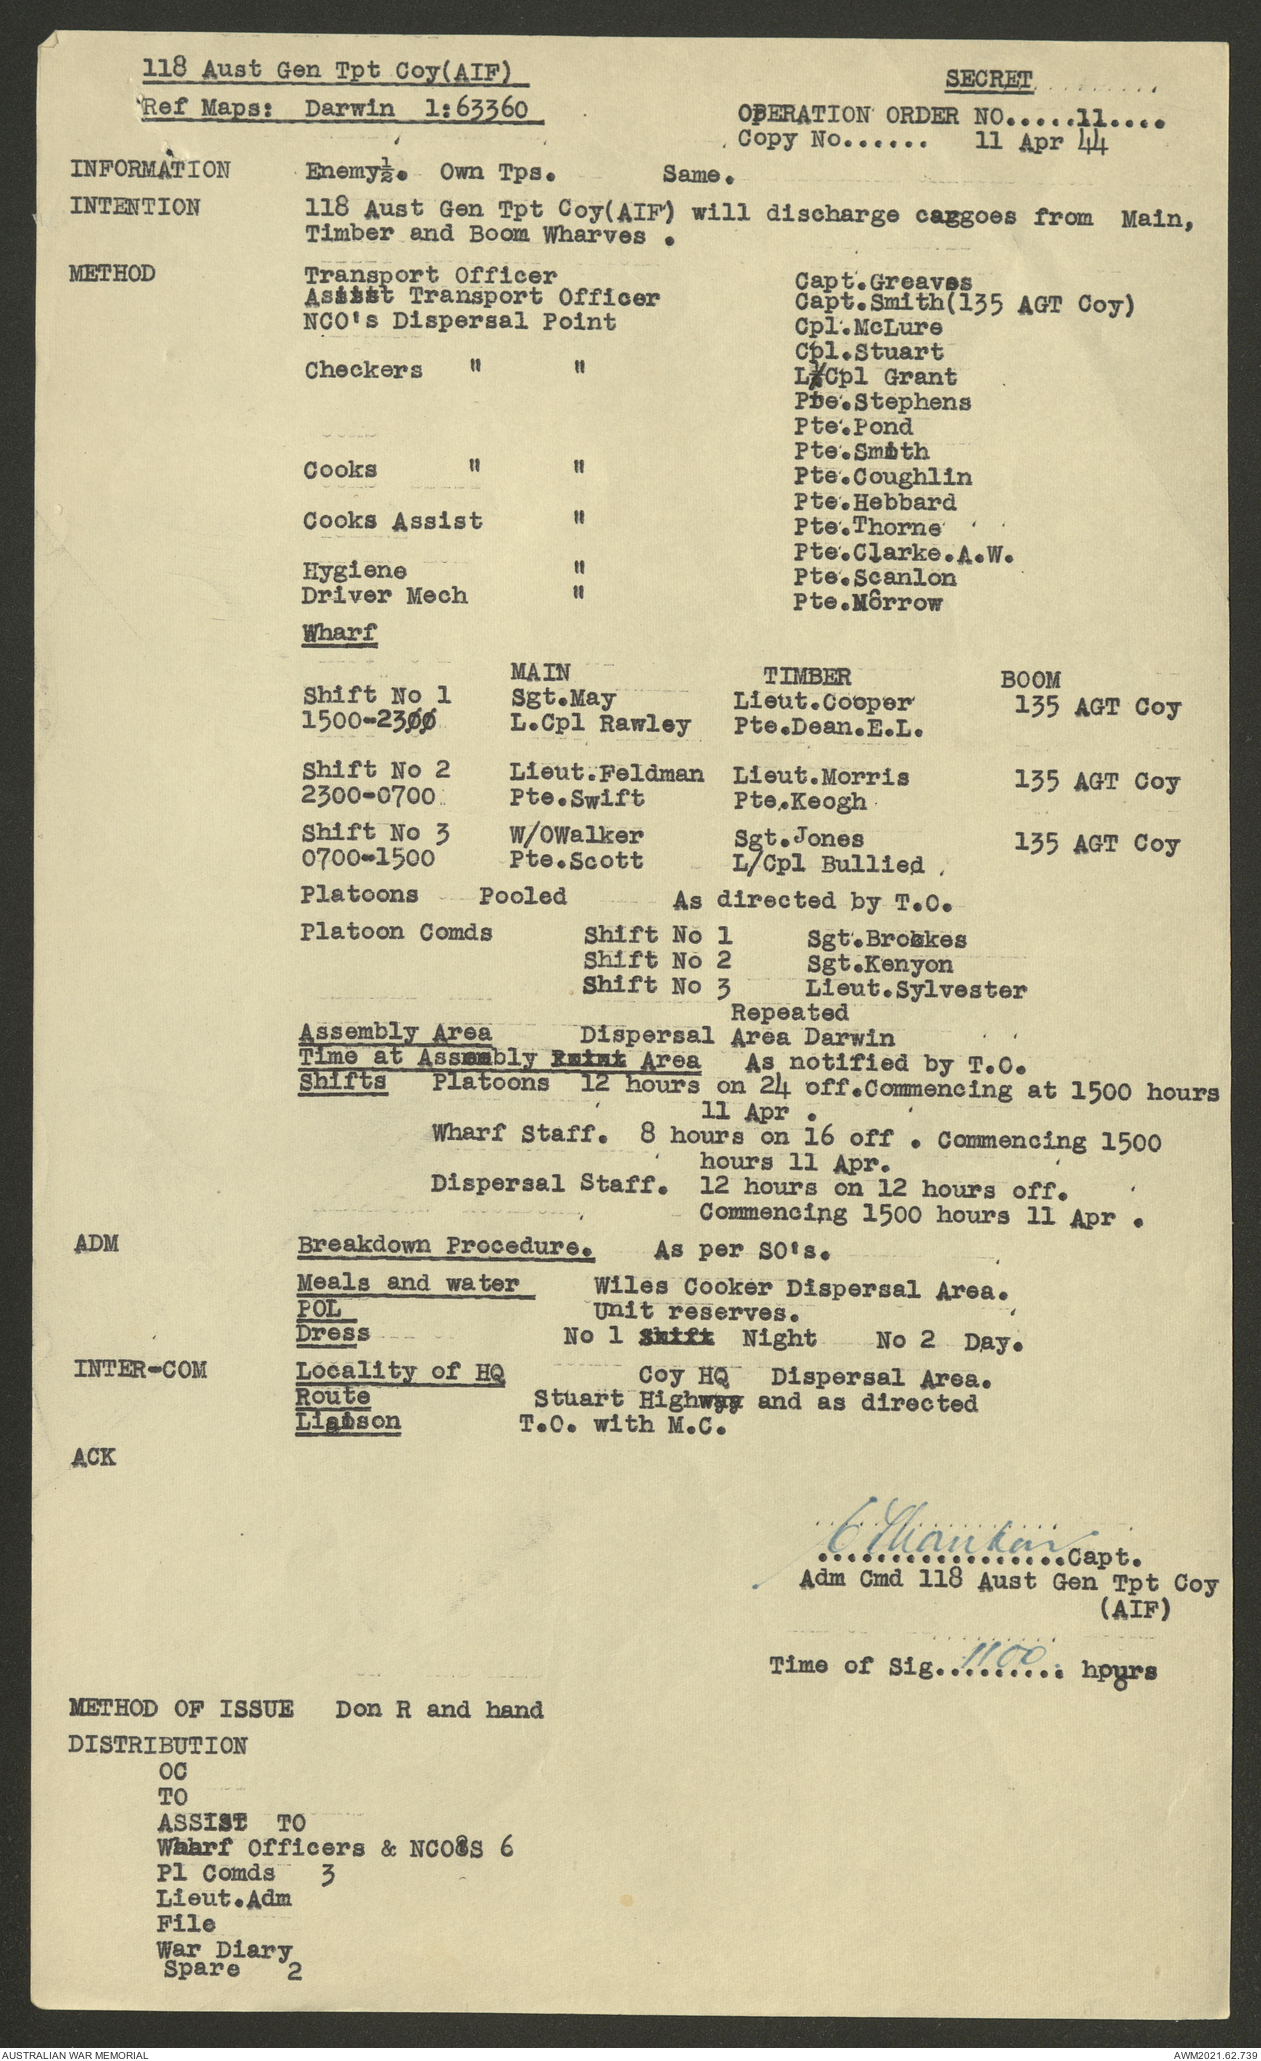 118 Aust Gen Tpt Coy(AIF)
SECRET
Ref Maps: Darwin 1:63360
OPERATION ORDER NO.....11....
Copy No...... 11 Apr 44
INFORMATION Enemy½. Own Tps. Same.
INTENTION 118 Aust Gen Tpt Coy(AIF) will discharge cargoes from Main,
Timber and Boom Wharves .
METHOD Transport Officer Capt.Greaves
Assist Transport Officer Capt.Smith(135 AGT Coy)
NCO's Dispersal Point Cpl.McLure
Cpl.Stuart
Checkers " " L/Cpl Grant
Pte.Stephens
Pte.Pond
Pte.Smith
Cooks " " Pte.Coughlin
Pte.Hebbard
Cooks Assist " Pte.Thorne
Pte.Clarke.A.W.
Hygiene " Pte.Scanlon
Driver Mech " Pte.Morrow
Wharf
MAIN TIMBER BOOM
Shift No 1 Sgt.May Lieut.Cooper 135 AGT Coy
1500-2300 L.Cpl Rawley Pte.Dean.E.L.
Shift No 2 Lieut.Feldman Lieut.Morris 135 AGT Coy
2300-0700 Pte.Swift Pte.Keogh
Shift No 3 W/OWalker Sgt.Jones 135 AGT Coy
0700-1500 Pte.Scott L/Cpl Bullied
Platoons Pooled As directed by T.O.
Platoon Comds Shift No 1 Sgt.Brookes
Shift No 2 Sgt.Kenyon
Shift No 3 Lieut.Sylvester
Repeated
Assembly Area Dispersal Area Darwin
Time at Assembly Point Area As notified by T.O.
Shifts Platoons 12 hours on 24 off.Commencing at 1500 hours
11 Apr .
Wharf Staff. 8 hours on 16 off . Commencing 1500
hours 11 Apr.
Dispersal Staff. 12 hours on 12 hours off.
Commencing 1500 hours 11 Apr .
ADM Breakdown Procedure. As per SO's.
Meals and water Wiles Cooker Dispersal Area.
POL Unit reserves.
Dress No 1 Shift Night No 2 Day.
INTER-COM Locality of HQ Coy HQ Dispersal Area.
Route Stuart Highway and as directed
Liaison T.O. with M.C.
ACK
.................Capt.
Adm Cmd 118 Aust Gen Tpt Coy
(AIF)
Time of Sig...1100.... hours
METHOD OF ISSUE Don R and hand
DISTRIBUTION
OC
TO
ASSIST TO
Wharf Officers & NCO8S 6
Pl Comds 3
Lieut.Adm
File
War Diary
Spare 2
AUSTRALIAN WAR MEMORIAL
AWM2021.62.739